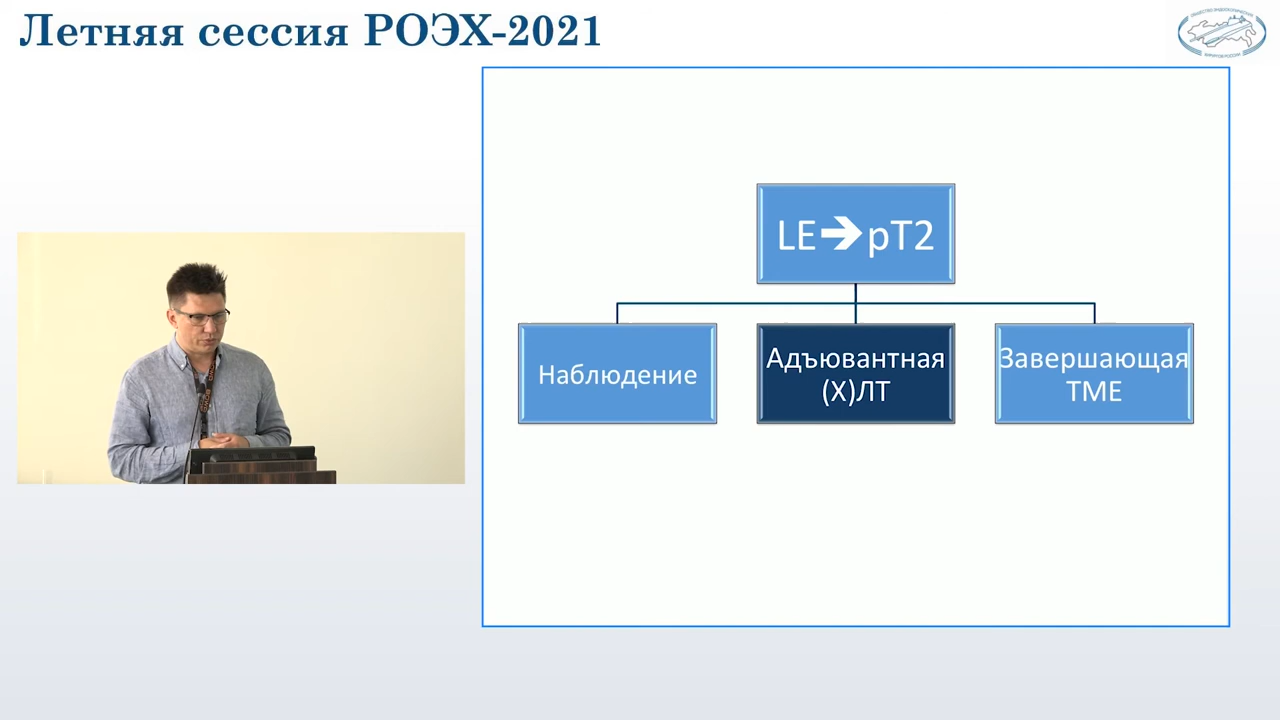 Летняя сессия РОЭХ-2021
LE➔pT2
Наблюдение
Адъювантная
(Х)ЛТ
Завершающая
ТМЕ